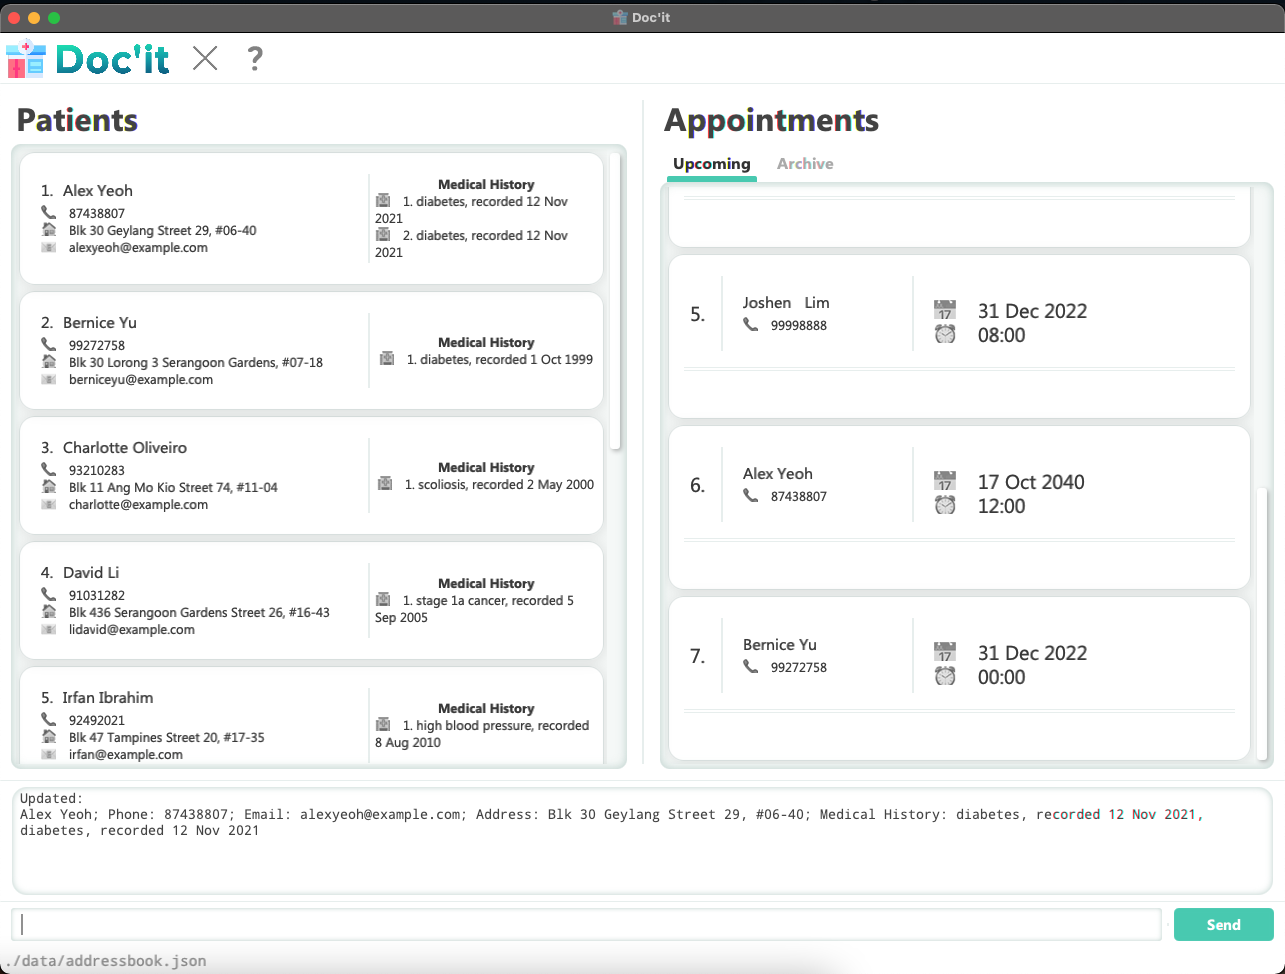 Doc'it
Doc'it
?
Patients
1. Alex Yeoh
87438807
Blk 30 Geylang Street 29, #06-40
alexyeoh@example.com
Medical History
1. diabetes, recorded 12 Nov
2021
2. diabetes, recorded 12 Nov
2021
2. Bernice Yu
99272758
Blk 30 Lorong 3 Serangoon Gardens, #07-18
berniceyu@example.com
Medical History
1. diabetes, recorded 1 Oct 1999
3. Charlotte Oliveiro
93210283
Blk 11 Ang Mo Kio Street 74, #11-04
charlotte@example.com
Medical History
1. scoliosis, recorded 2 May 2000
4. David Li
91031282
Blk 436 Serangoon Gardens Street 26, #16-43
lidavid@example.com
Medical History
1. stage 1a cancer, recorded 5
Sep 2005
5. Irfan Ibrahim
92492021
Blk 47 Tampines Street 20, #17-35
irfan@example.com
Medical History
1. high blood pressure, recorded
8 Aug 2010
Appointments
Upcoming Archive
5.
Joshen Lim
99998888
17
31 Dec 2022
08:00
6.
Alex Yeoh
87438807
17
17 Oct 2040
12:00
7.
Bernice Yu
99272758
17
31 Dec 2022
00:00
Updated:
Alex Yeoh; Phone: 87438807; Email: alexyeoh@example.com; Address: Blk 30 Geylang Street 29, #06-40; Medical History: diabetes, recorded 12 Nov 2021,
diabetes, recorded 12 Nov 2021
Send
./data/addressbook.json